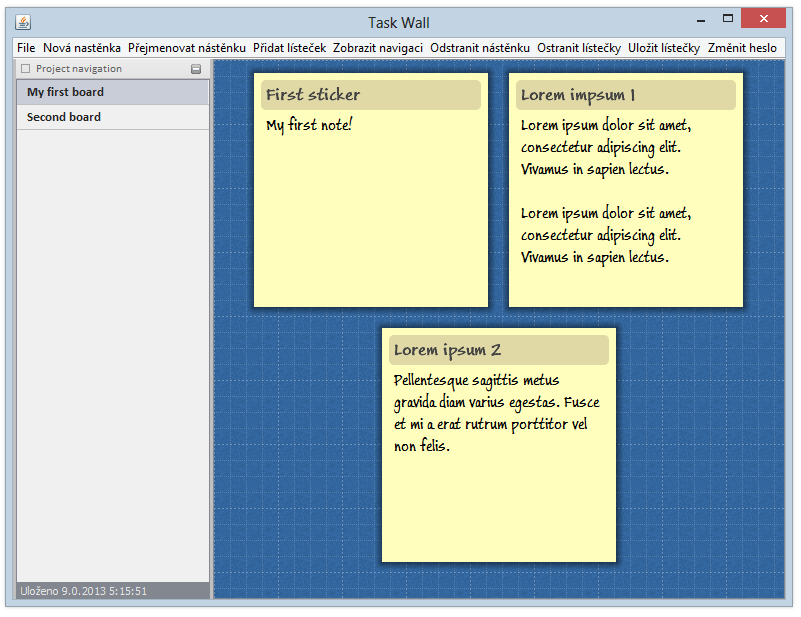 Task Wall
File Nová nastěnka Přejmenovat nástěnku Přidat lísteček Zobrazit navigaci Odstranit nástěnku Ostranit lístečky Uložit lístečky Změnit heslo
Project navigation
My first board
Second board
First sticker
My first note!
Lorem impsum 1
Lorem ipsum dolor sit amet,
consectetur adipiscing elit.
Vivamus in sapien lectus.
Lorem ipsum dolor sit amet,
consectetur adipiscing elit.
Vivamus in sapien lectus.
Lorem ipsum 2
Pellentesque sagittis metus
gravida diam varius egestas. Fusce
et mi a erat rutrum porttitor vel
non felis.
Uloženo 9.0.2013 5:15:51